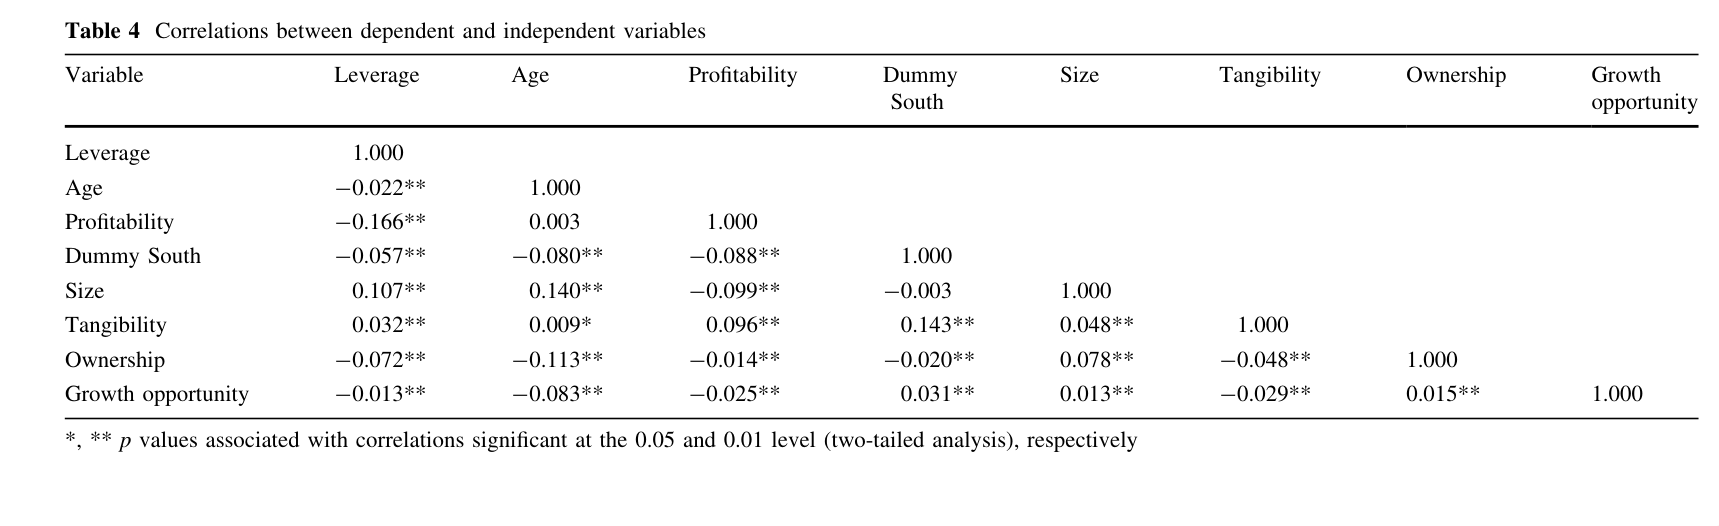 Table 4 Correlations between dependent and independent variables
Variable Leverage Age Profitability Dummy South Size Tangibility Ownership Growth opportunity
Leverage 1.000
Age −0.022** 1.000
Profitability −0.166** 0.003 1.000
Dummy South −0.057** −0.080** −0.088** 1.000
Size 0.107** 0.140** −0.099** −0.003 1.000
Tangibility 0.032** 0.009* 0.096** 0.143** 0.048** 1.000
Ownership −0.072** −0.113** −0.014** −0.020** 0.078** −0.048** 1.000
Growth opportunity −0.013** −0.083** −0.025** 0.031** 0.013** −0.029** 0.015** 1.000
*, ** p values associated with correlations significant at the 0.05 and 0.01 level (two-tailed analysis), respectively